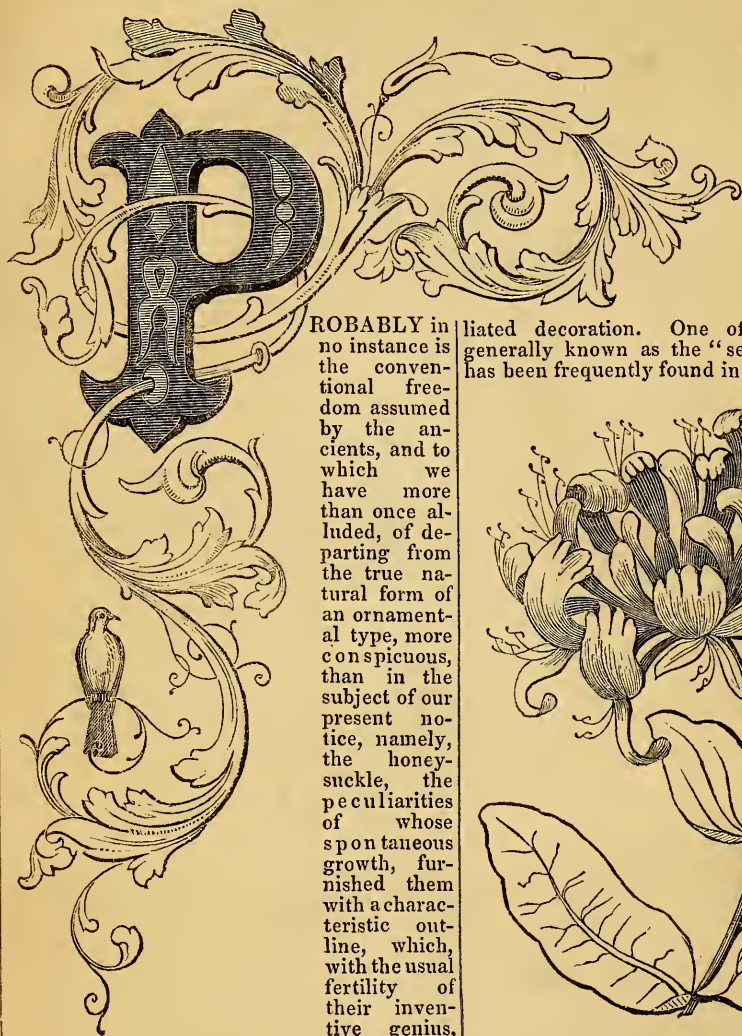 PROBABLY in
no instance is
the conven-
tional free-
dom assumed
by the an-
cients, and to
which we
have more
than once al-
luded, of de-
parting from
the true na-
tural form of
an ornament-
al type, more
conspicuous,
than in the
subject of our
present no-
tice, namely,
the honey-
suckle, the
peculiarities
of whose
spontaneous
growth, fur-
nished them
with a charac-
teristic out-
line, which,
with the usual
fertility of
their inven-
tive genius,
liated decoration. One of
generally known as the “se
has been frequently found in